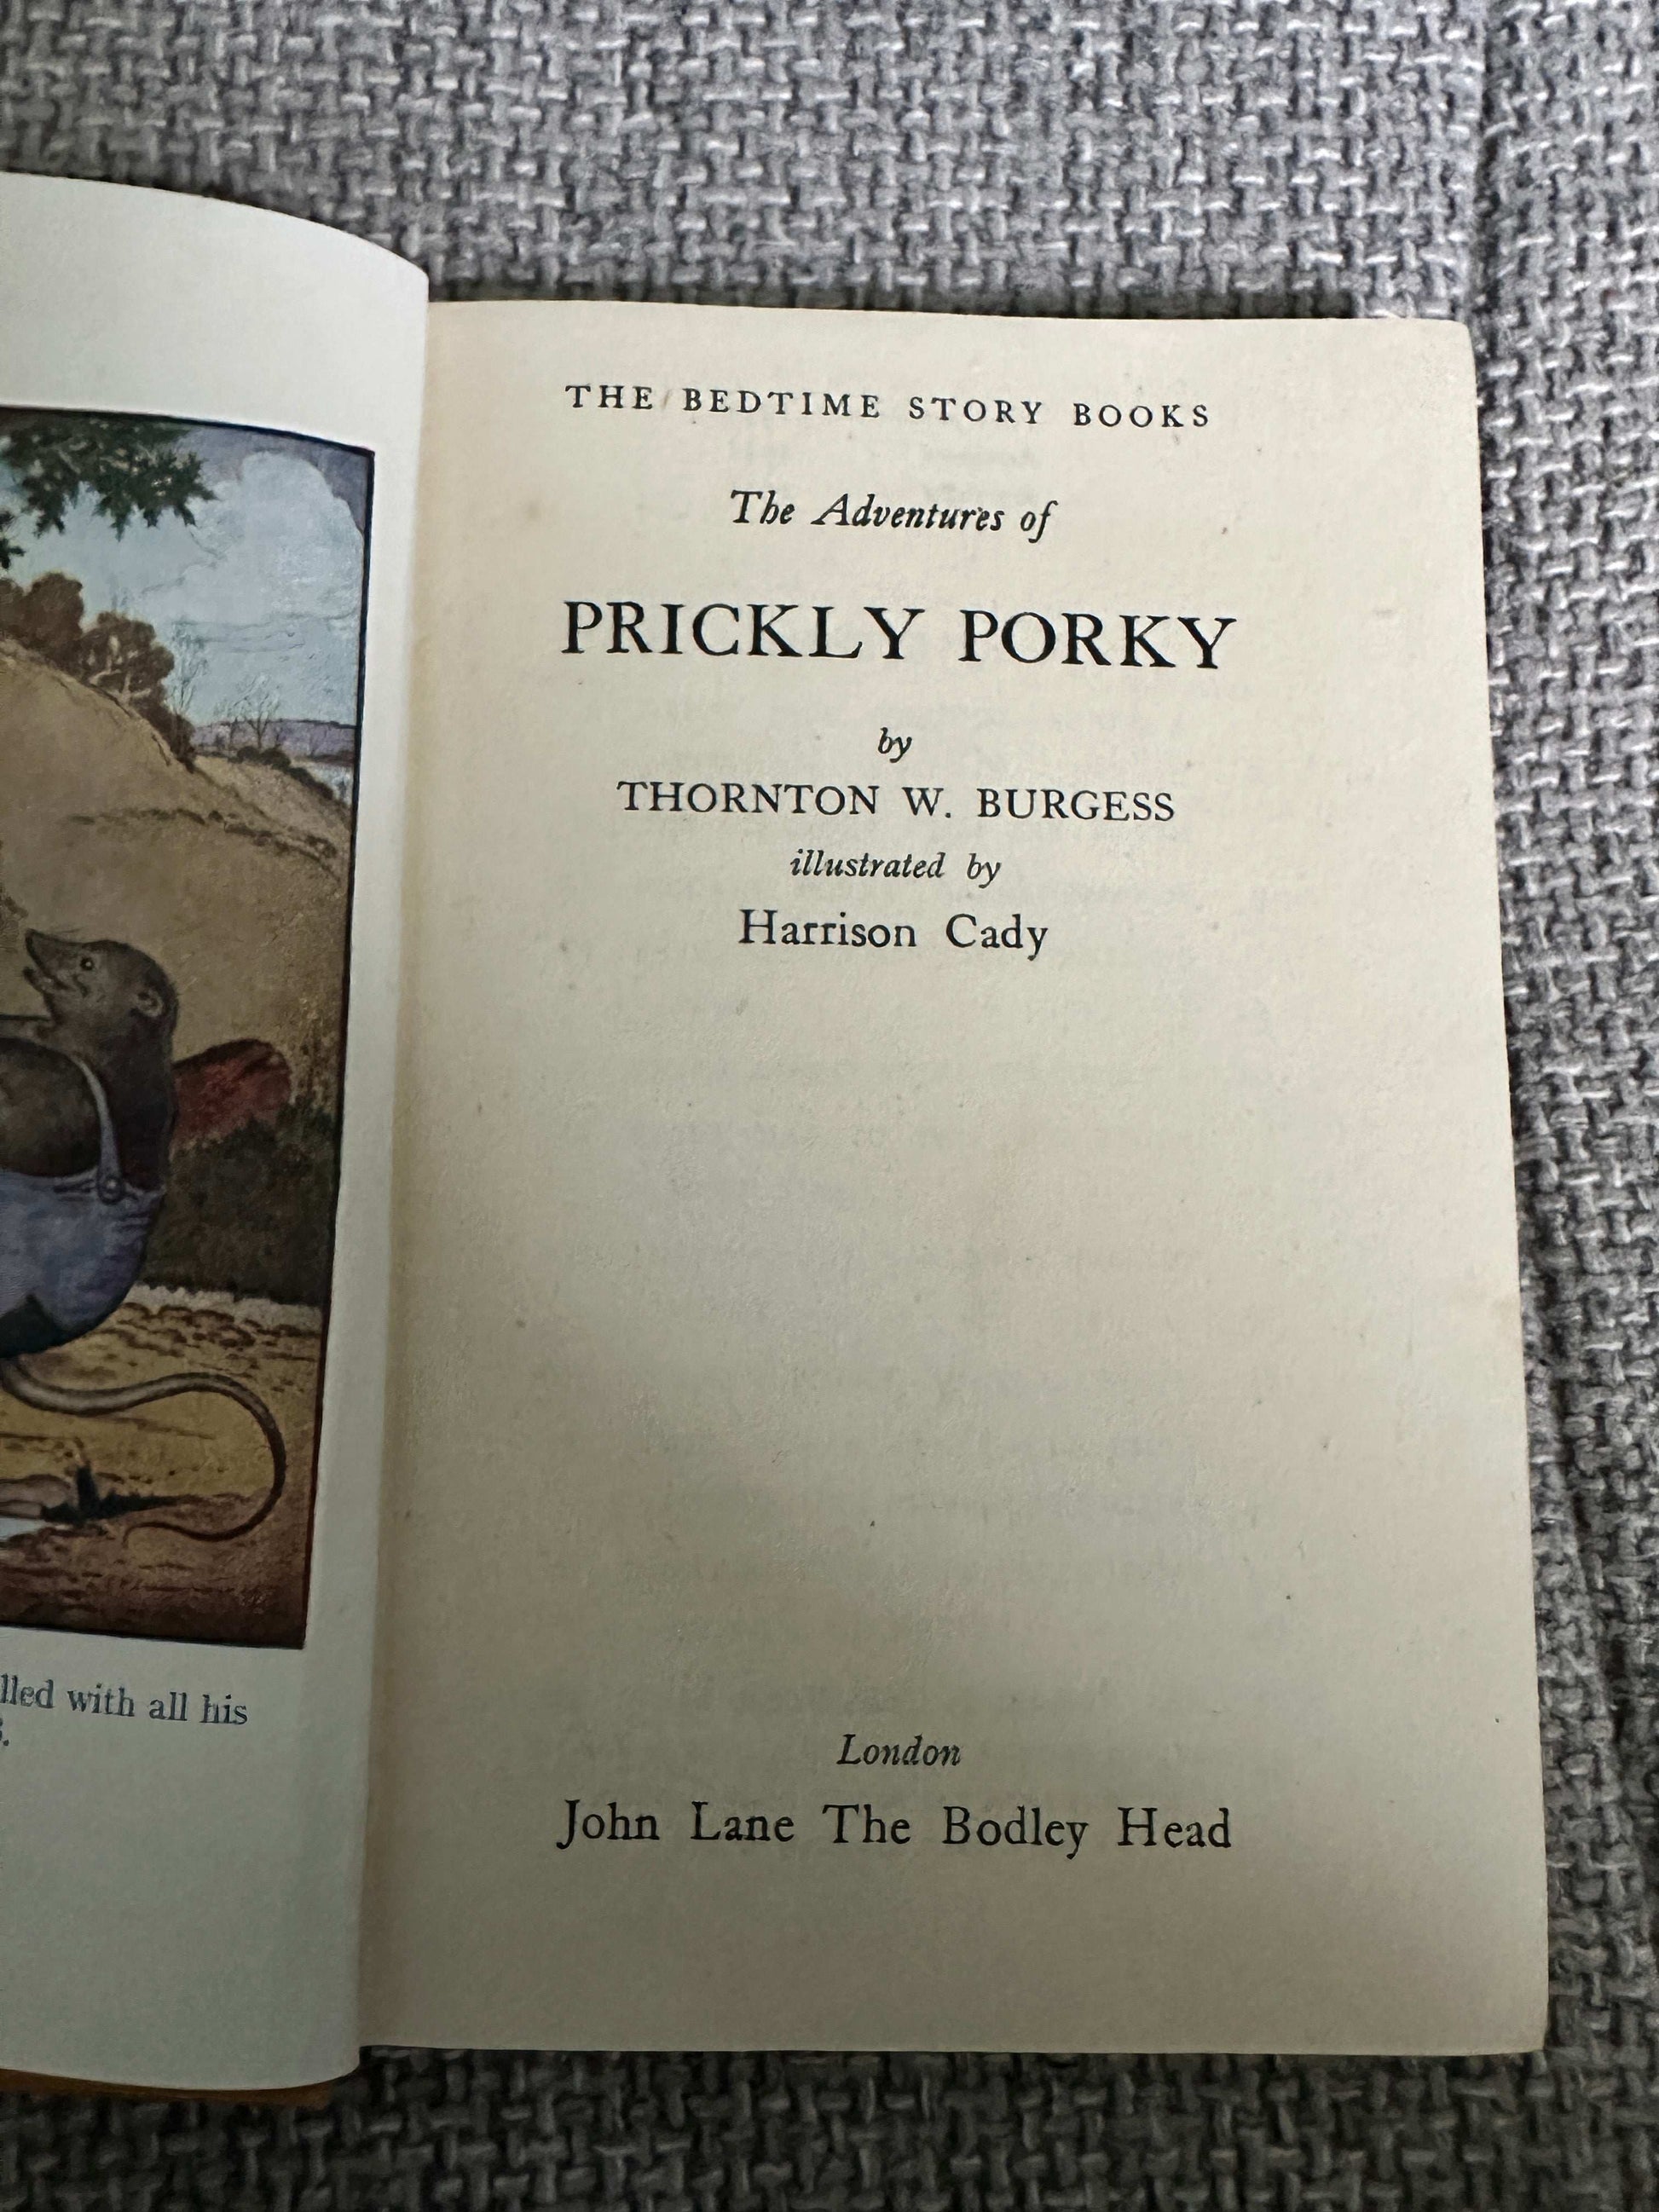 THE BEDTIME STORY BOOKS
The Adventures of
PRICKLY PORKY
by
THORNTON W. BURGESS
illustrated by
Harrison Cady
London
John Lane The Bodley Head
with all his